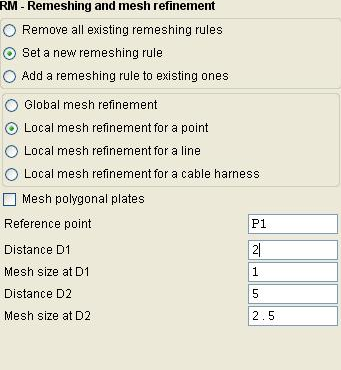 RM - Remeshing and mesh refinement
Remove all existing remeshing rules
Set a new remeshing rule
Add a remeshing rule to existing ones
Global mesh refinement
Local mesh refinement for a point
Local mesh refinement for a line
Local mesh refinement for a cable harness
Mesh polygonal plates
Reference point P1
Distance D1 2
Mesh size at D1 1
Distance D2 5
Mesh size at D2 2.5